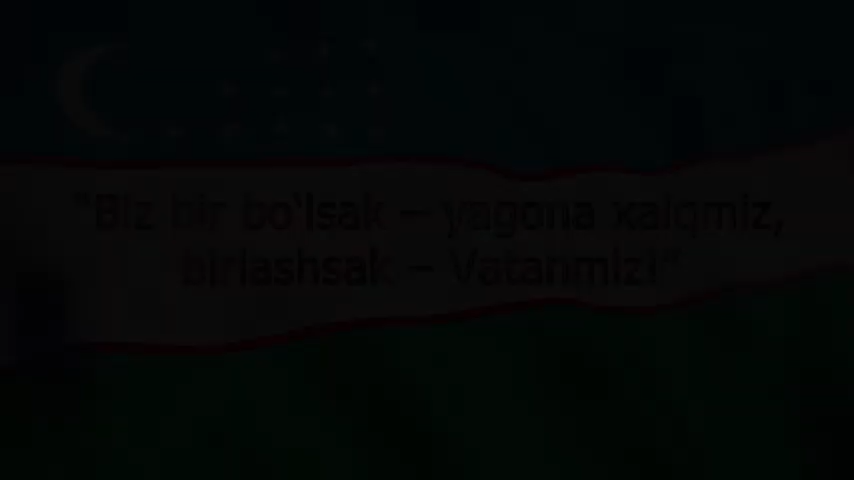 "Biz bir bo‘lsak – yagona xalqmiz,
birlashsak – Vatanmiz!"